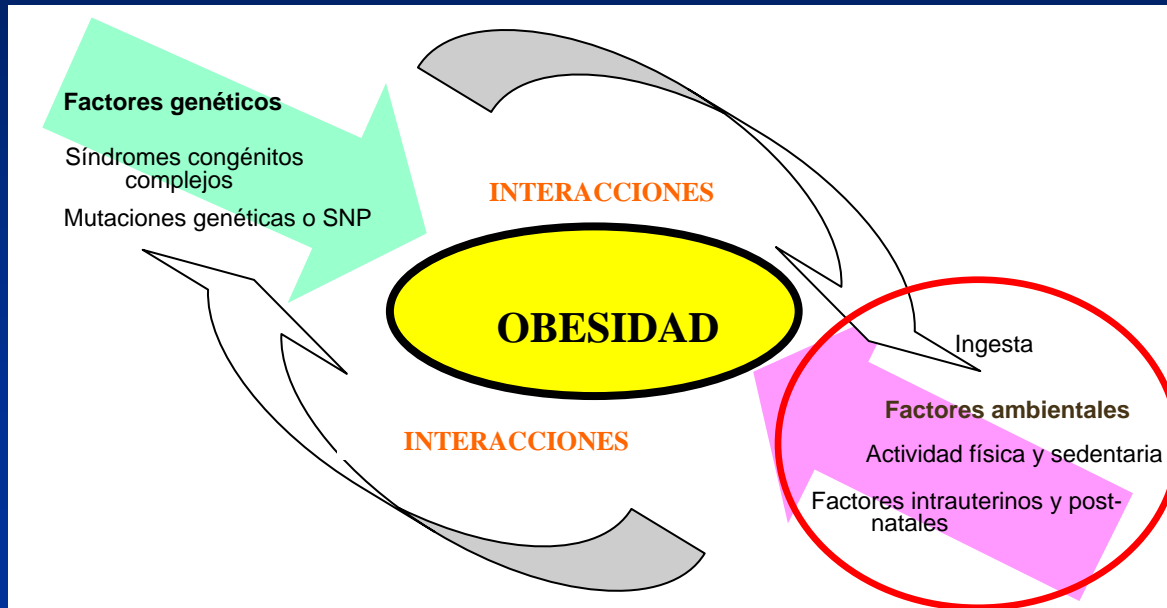 Factores genéticos
Síndromes congénitos
complejos
Mutaciones genéticas o SNP
INTERACCIONES
OBESIDAD
INTERACCIONES
Ingesta
Factores ambientales
Actividad física y sedentaria
Factores intrauterinos y post-
natales